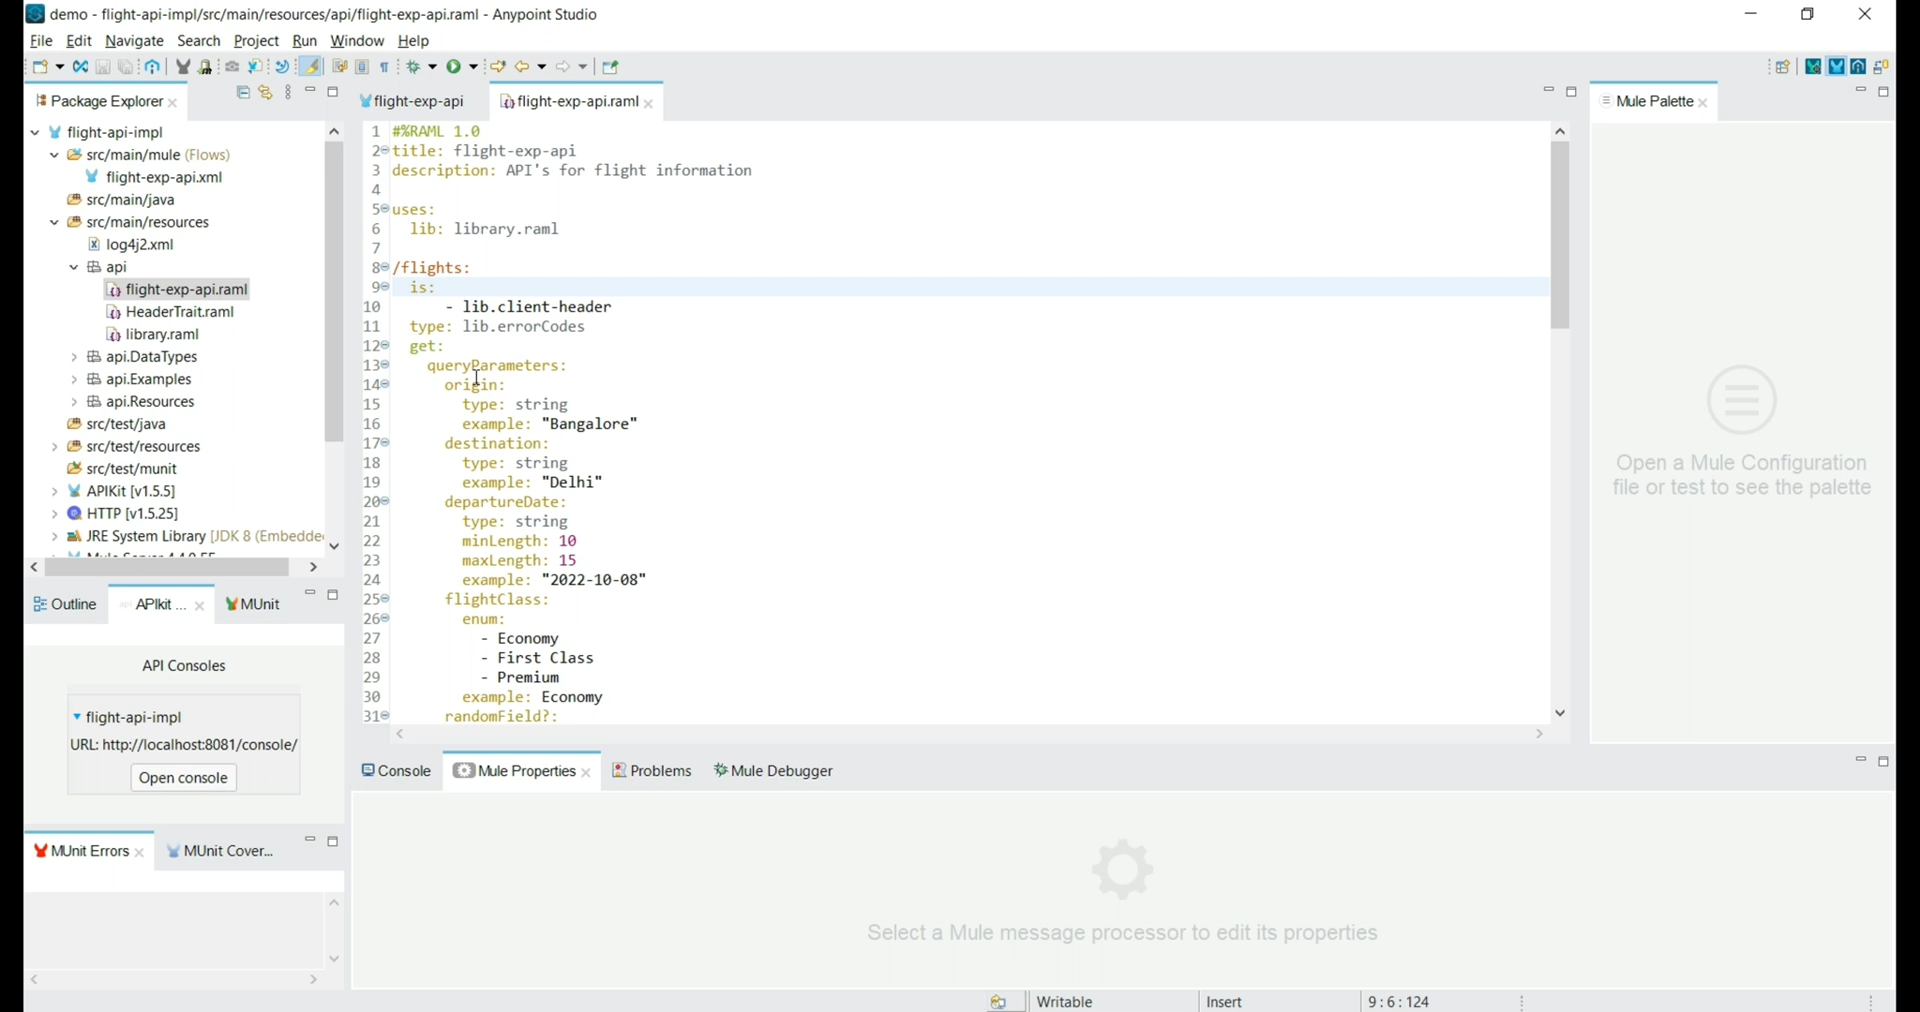 demo - flight-api-impl/src/main/resources/api/flight-exp-api.raml - Anypoint Studio
File Edit Navigate Search Project Run Window Help
Package Explorer
flight-api-impl
src/main/mule (Flows)
flight-exp-api.xml
src/main/java
src/main/resources
log4j2.xml
api
flight-exp-api.raml
HeaderTrait.raml
library.raml
api.DataTypes
api.Examples
api.Resources
src/test/java
src/test/resources
src/test/munit
APIKit [v1.5.5]
HTTP [v1.5.25]
JRE System Library [JDK 8 (Embedde
Outline APIkit ... MUnit
API Consoles
flight-api-impl
URL: http://localhost:8081/console/
Open console
MUnit Errors MUnit Cover...
flight-exp-api flight-exp-api.raml
1 #%RAML 1.0
2 title: flight-exp-api
3 description: API's for flight information
4
5 uses:
6 lib: library.raml
7
8 /flights:
9 is:
10 - lib.client-header
11 type: lib.errorCodes
12 get:
13 queryParameters:
14 origin:
15 type: string
16 example: "Bangalore"
17 destination:
18 type: string
19 example: "Delhi"
20 departureDate:
21 type: string
22 minLength: 10
23 maxLength: 15
24 example: "2022-10-08"
25 flightClass:
26 enum:
27 - Economy
28 - First Class
29 - Premium
30 example: Economy
31 randomField?:
Mule Palette
Open a Mule Configuration
file or test to see the palette
Console Mule Properties Problems Mule Debugger
Select a Mule message processor to edit its properties
Writable Insert 9 : 6 : 124